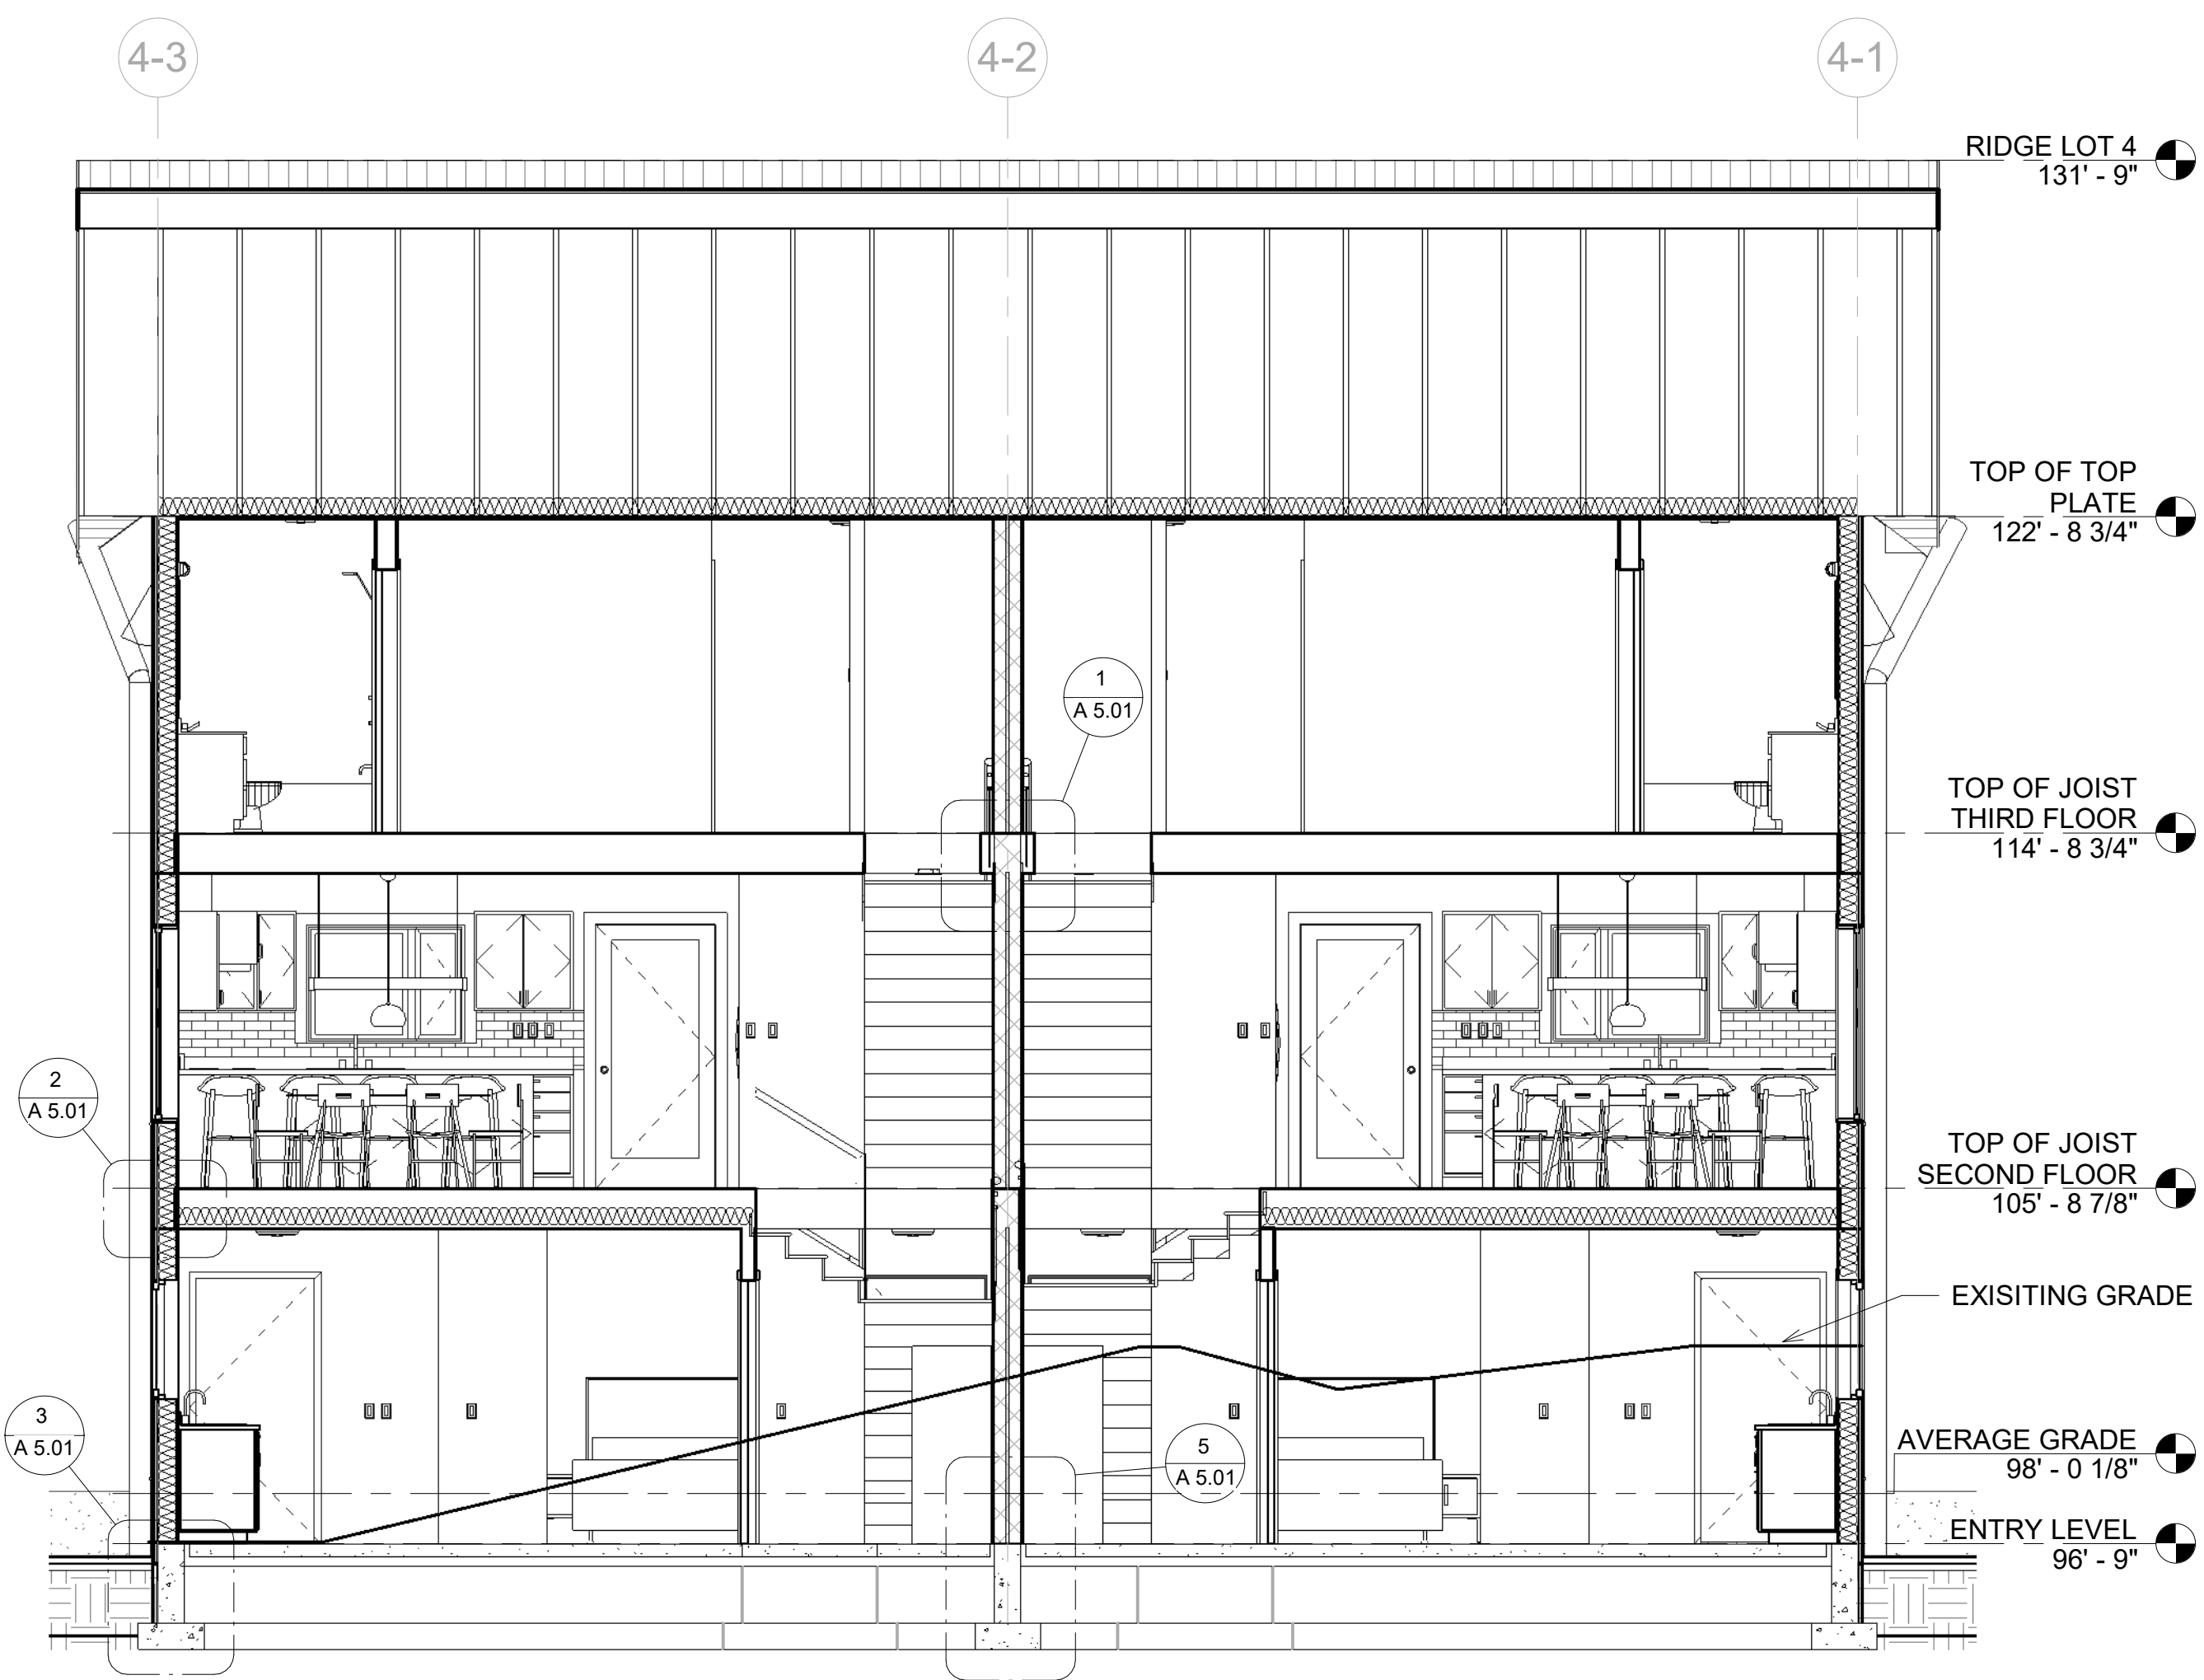 4-3
4-2
4-1
RIDGE LOT 4
131' - 9"
TOP OF TOP
PLATE
122' - 8 3/4"
1
A 5.01
TOP OF JOIST
THIRD FLOOR
114' - 8 3/4"
2
A 5.01
TOP OF JOIST
SECOND FLOOR
105' - 8 7/8"
EXISITING GRADE
3
A 5.01
5
A 5.01
AVERAGE GRADE
98' - 0 1/8"
ENTRY LEVEL
96' - 9"